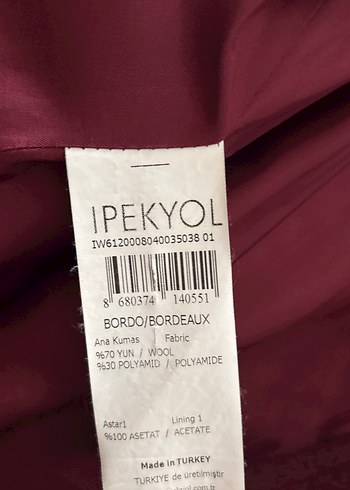 IPEKYOL
IW6120008040035038 01
8 680374 140551
BORDO/BORDEAUX
Ana Kumas Fabric
%70 YUN / WOOL
%30 POLYAMID / POLYAMIDE
Astar1 Lining 1
%100 ASETAT / ACETATE
Made in TURKEY
TURKIYE de üretilmiştir